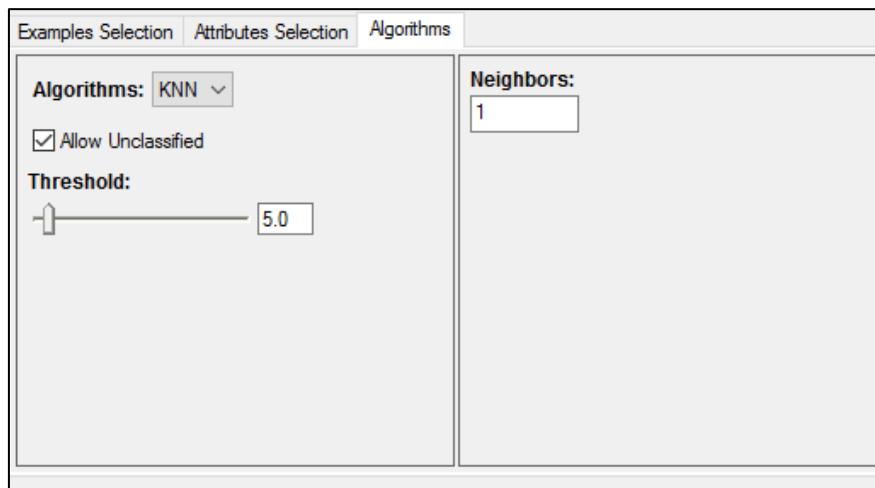 Examples Selection Attributes Selection Algorithms
Algorithms: KNN
Allow Unclassified
Threshold:
5.0
Neighbors:
1